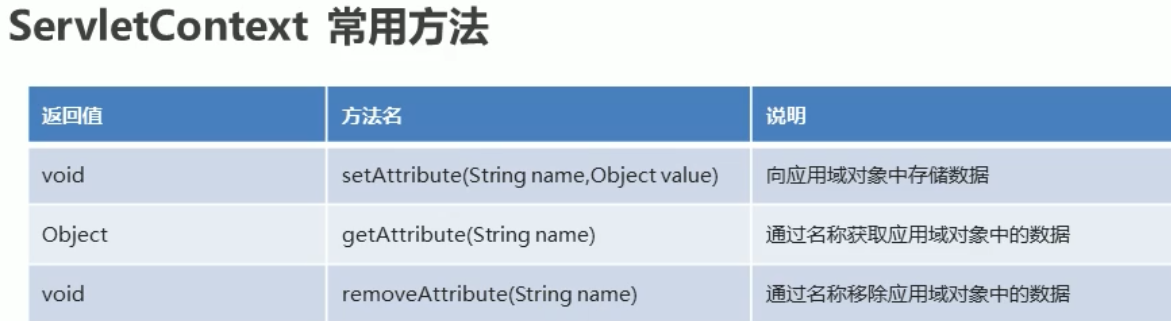 ServletContext 常用方法
返回值 方法名 说明
void setAttribute(String name,Object value) 向应用域对象中存储数据
Object getAttribute(String name) 通过名称获取应用域对象中的数据
void removeAttribute(String name) 通过名称移除应用域对象中的数据